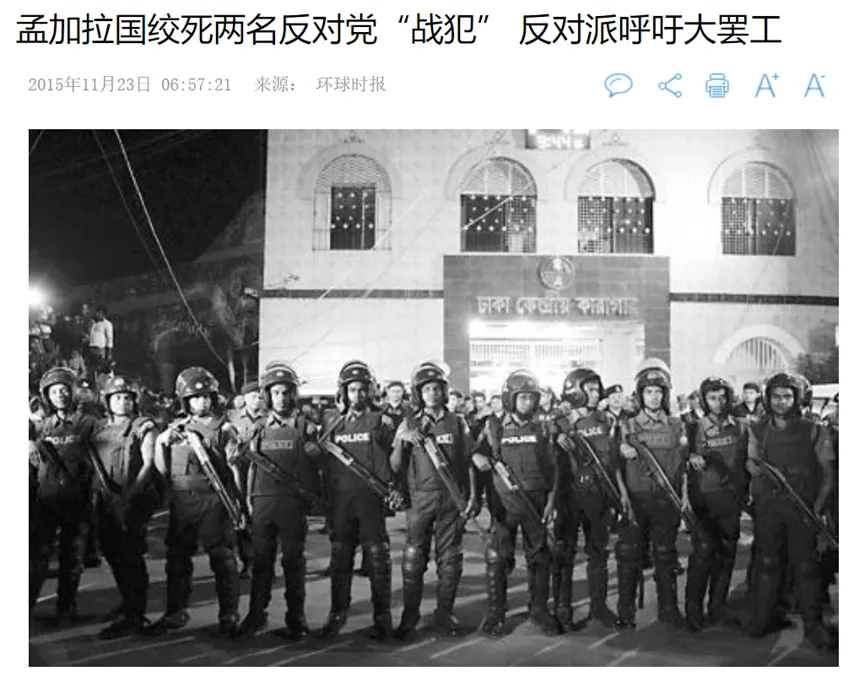 孟加拉国绞死两名反对党“战犯” 反对派呼吁大罢工
2015年11月23日 06:57:21 来源： 环球时报
A+ A-
ঢাকা কেন্দ্রীয় কারাগার
POLICE
POLICE
POLICE
POLICE